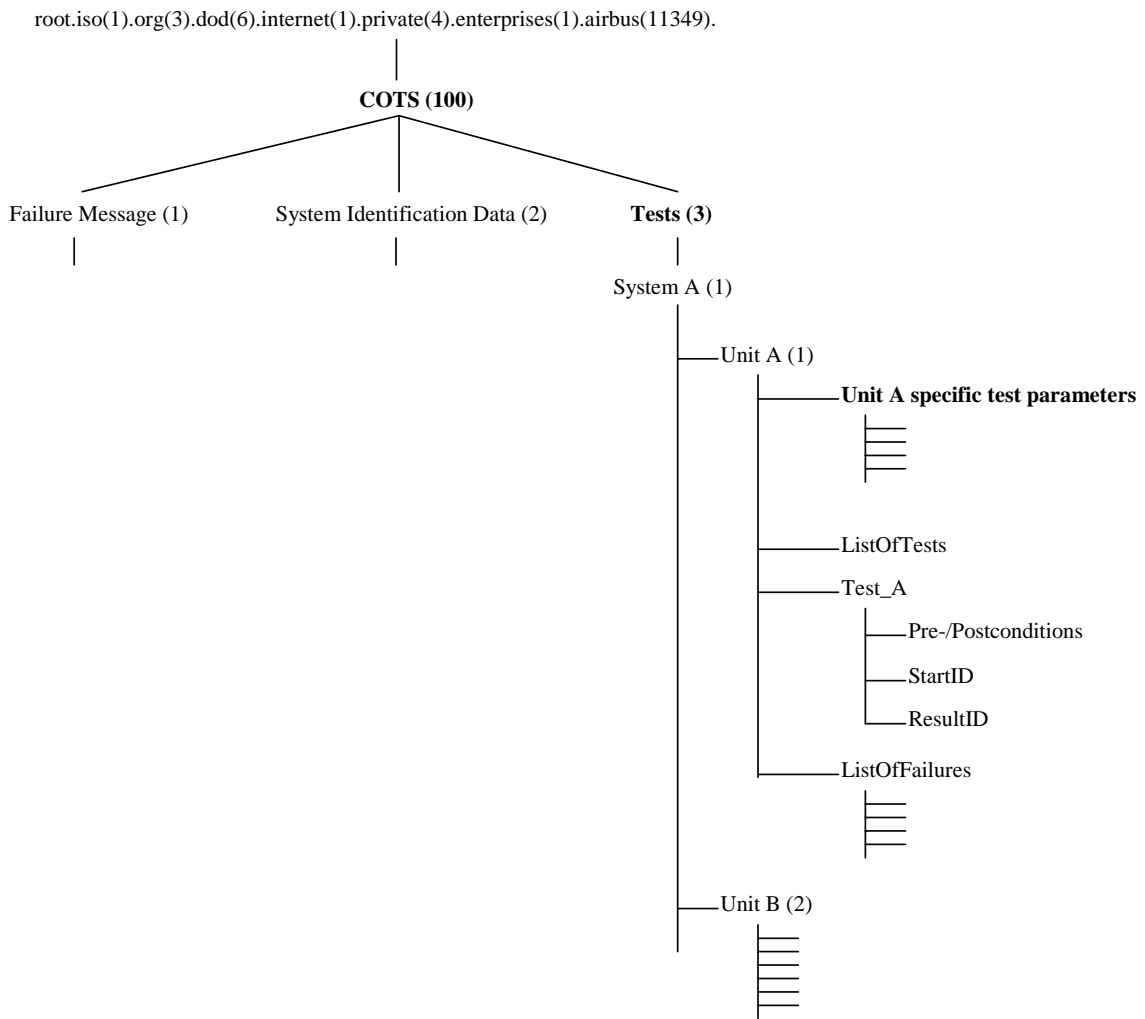 root.iso(1).org(3).dod(6).internet(1).private(4).enterprises(1).airbus(11349).
COTS (100)
Failure Message (1)
System Identification Data (2)
Tests (3)
System A (1)
Unit A (1)
Unit A specific test parameters
ListOfTests
Test_A
Pre-/Postconditions
StartID
ResultID
ListOfFailures
Unit B (2)